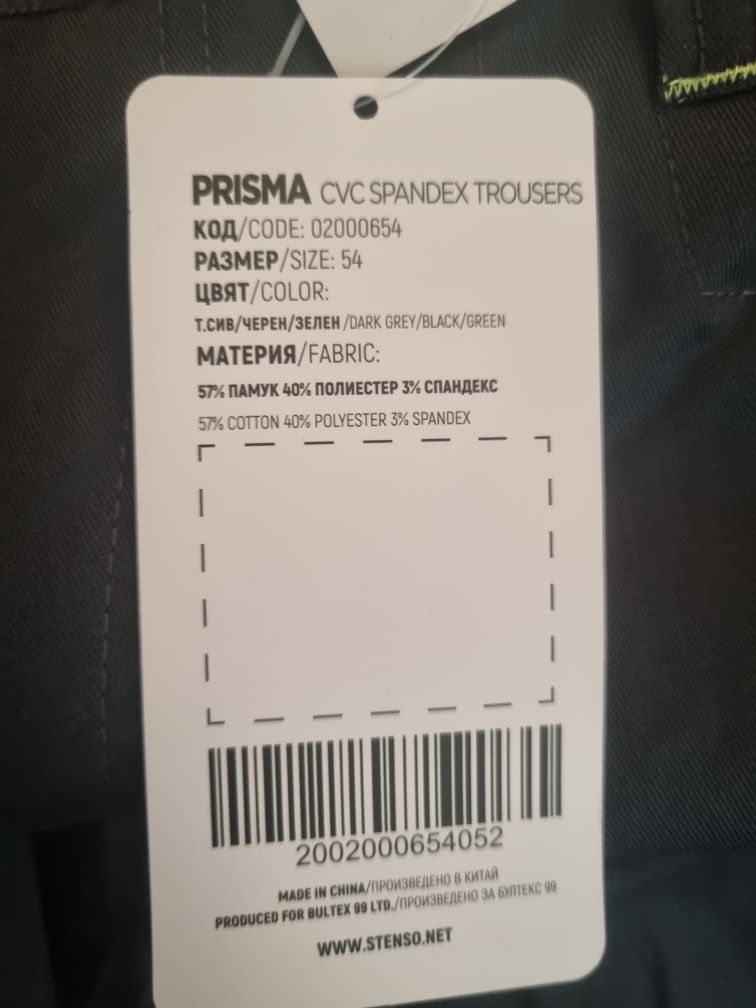 PRISMA CVC SPANDEX TROUSERS
КОД/CODE: 02000654
РАЗМЕР/SIZE: 54
ЦВЯТ/COLOR:
Т.СИВ/ЧЕРЕН/ЗЕЛЕН/DARK GREY/BLACK/GREEN
МАТЕРИЯ/FABRIC:
57% ПАМУК 40% ПОЛИЕСТЕР 3% СПАНДЕКС
57% COTTON 40% POLYESTER 3% SPANDEX
2002000654052
MADE IN CHINA/ПРОИЗВЕДЕНО В КИТАЙ
PRODUCED FOR BULTEX 99 LTD./ПРОИЗВЕДЕНО ЗА БУЛТЕКС 99
WWW.STENSO.NET